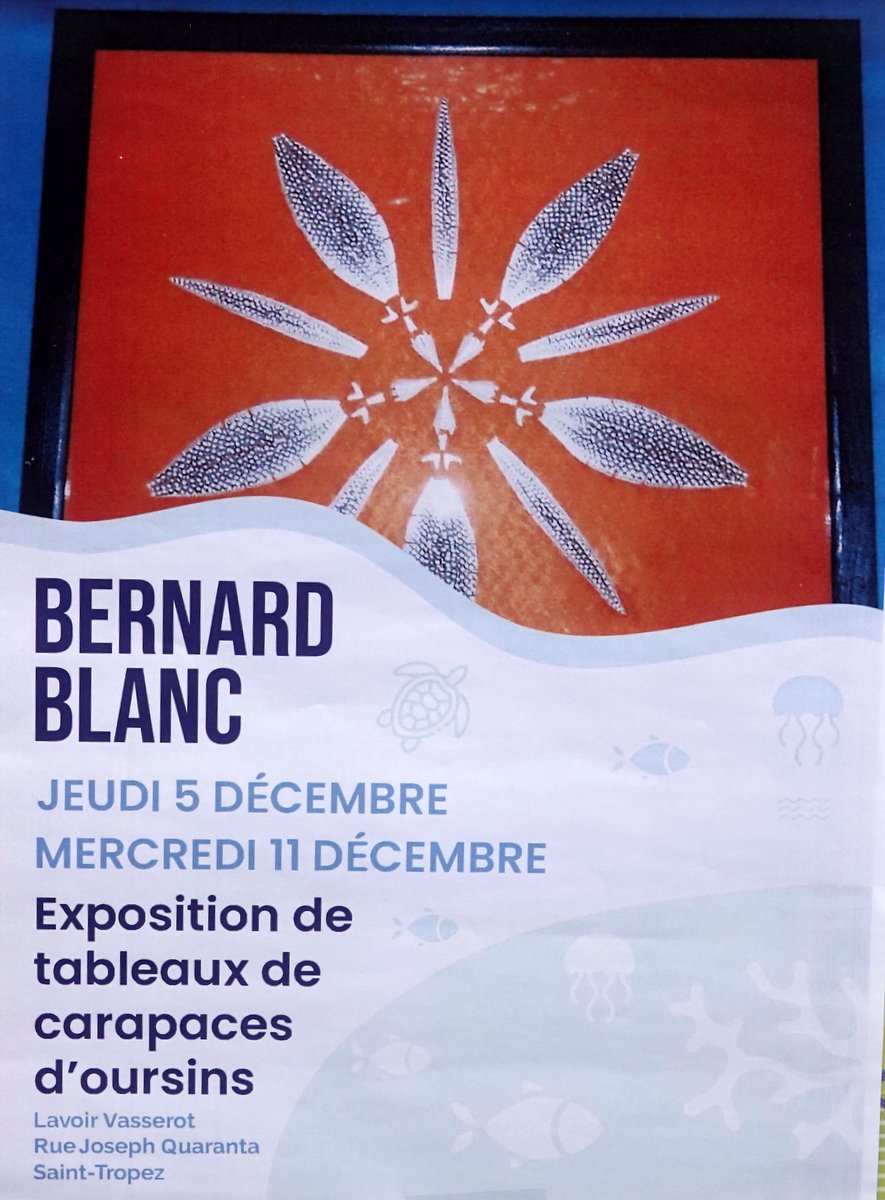 BERNARD
BLANC
JEUDI 5 DÉCEMBRE
MERCREDI 11 DÉCEMBRE
Exposition de
tableaux de
carapaces
d’oursins
Lavoir Vasserot
Rue Joseph Quaranta
Saint-Tropez